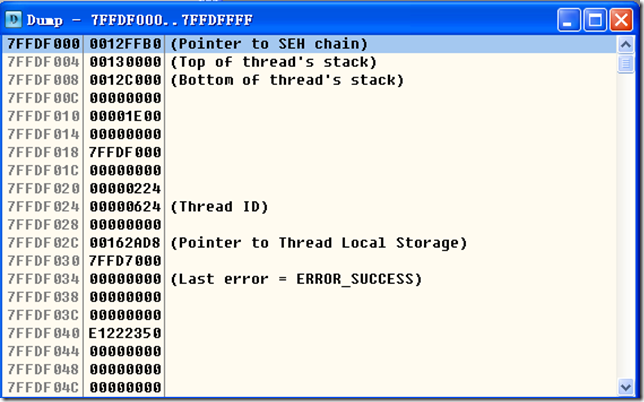 D Dump - 7FFDF000..7FFDFFFF
7FFDF000 0012FFB0 (Pointer to SEH chain)
7FFDF004 00130000 (Top of thread's stack)
7FFDF008 0012C000 (Bottom of thread's stack)
7FFDF00C 00000000
7FFDF010 00001E00
7FFDF014 00000000
7FFDF018 7FFDF000
7FFDF01C 00000000
7FFDF020 00000224
7FFDF024 00000624 (Thread ID)
7FFDF028 00000000
7FFDF02C 00162AD8 (Pointer to Thread Local Storage)
7FFDF030 7FFD7000
7FFDF034 00000000 (Last error = ERROR_SUCCESS)
7FFDF038 00000000
7FFDF03C 00000000
7FFDF040 E1222350
7FFDF044 00000000
7FFDF048 00000000
7FFDF04C 00000000